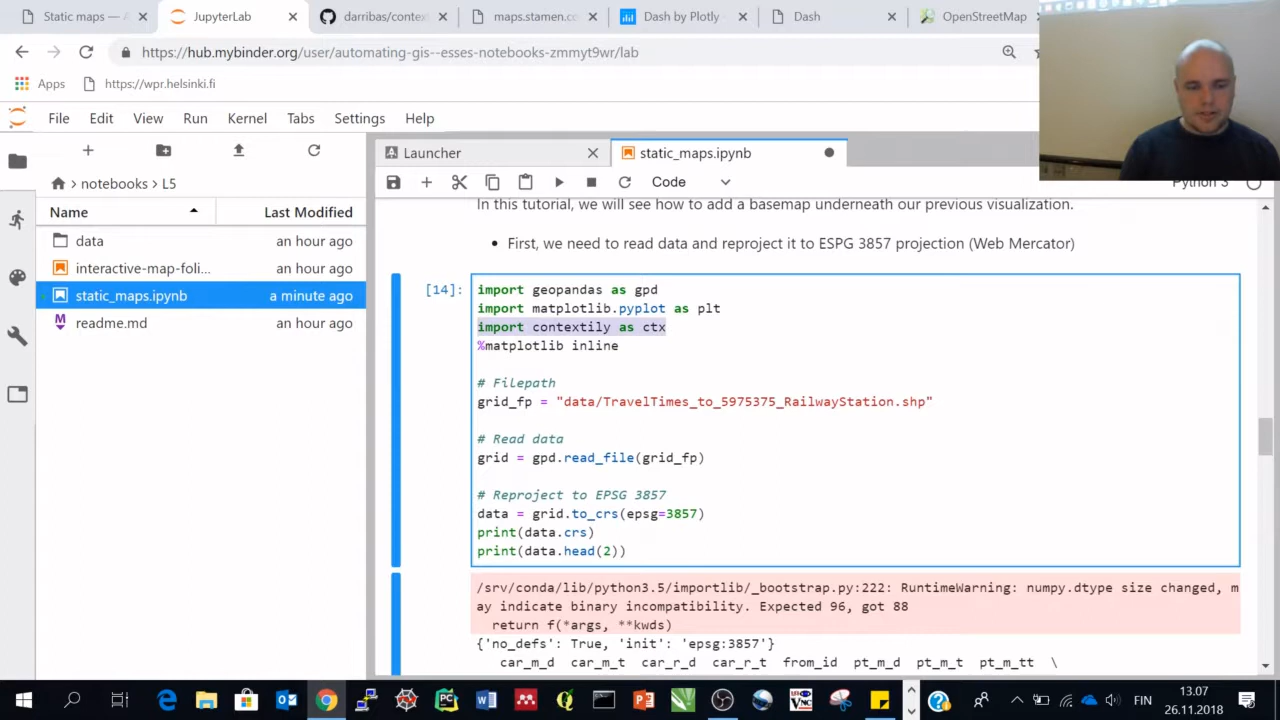 Static maps —
JupyterLab
darribas/contex
maps.stamen.co
Dash by Plotly
Dash
OpenStreetMap
https://hub.mybinder.org/user/automating-gis--esses-notebooks-zmmyt9wr/lab
Apps
https://wpr.helsinki.fi
File
Edit
View
Run
Kernel
Tabs
Settings
Help
Launcher
static_maps.ipynb
notebooks
L5
Code
Python 3
Name
Last Modified
data
an hour ago
interactive-map-foli...
an hour ago
static_maps.ipynb
a minute ago
readme.md
an hour ago
In this tutorial, we will see how to add a basemap underneath our previous visualization.
• First, we need to read data and reproject it to ESPG 3857 projection (Web Mercator)
[14]:
import geopandas as gpd
import matplotlib.pyplot as plt
import contextily as ctx
%matplotlib inline
# Filepath
grid_fp = "data/TravelTimes_to_5975375_RailwayStation.shp"
# Read data
grid = gpd.read_file(grid_fp)
# Reproject to EPSG 3857
data = grid.to_crs(epsg=3857)
print(data.crs)
print(data.head(2))
/srv/conda/lib/python3.5/importlib/_bootstrap.py:222: RuntimeWarning: numpy.dtype size changed, m
ay indicate binary incompatibility. Expected 96, got 88
return f(*args, **kwds)
{'no_defs': True, 'init': 'epsg:3857'}
car_m_d car_m_t car_r_d car_r_t from_id pt_m_d pt_m_t pt_m_tt \
FIN
13.07
26.11.2018